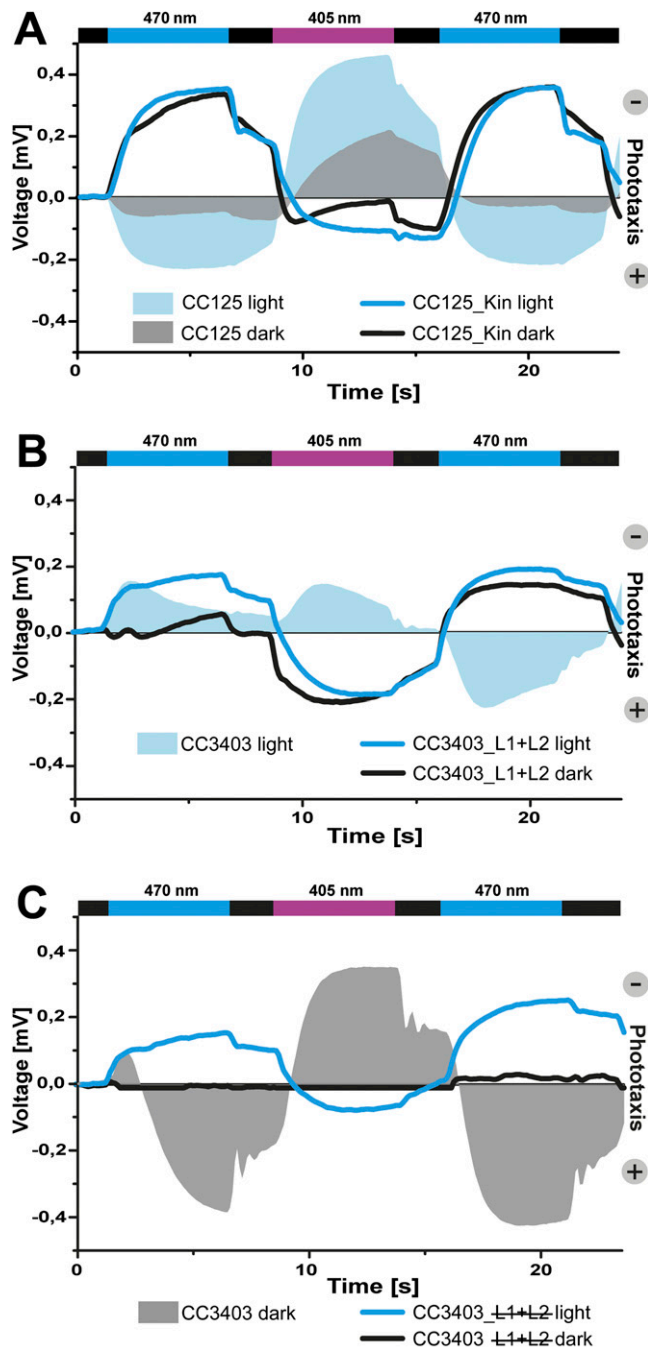 A
470 nm 405 nm 470 nm
0,4
0,2
0,0
-0,2
-0,4
Voltage [mV]
-
Phototaxis
+
CC125 light CC125_Kin light
CC125 dark CC125_Kin dark
0 10 20
Time [s]
B
470 nm 405 nm 470 nm
0,4
0,2
0,0
-0,2
-0,4
Voltage [mV]
-
Phototaxis
+
CC3403 light CC3403_L1+L2 light
CC3403_L1+L2 dark
0 10 20
Time [s]
C
470 nm 405 nm 470 nm
0,4
0,2
0,0
-0,2
-0,4
Voltage [mV]
-
Phototaxis
+
0 10 20
Time [s]
CC3403 dark CC3403_L1+L2 light
CC3403_L1+L2 dark